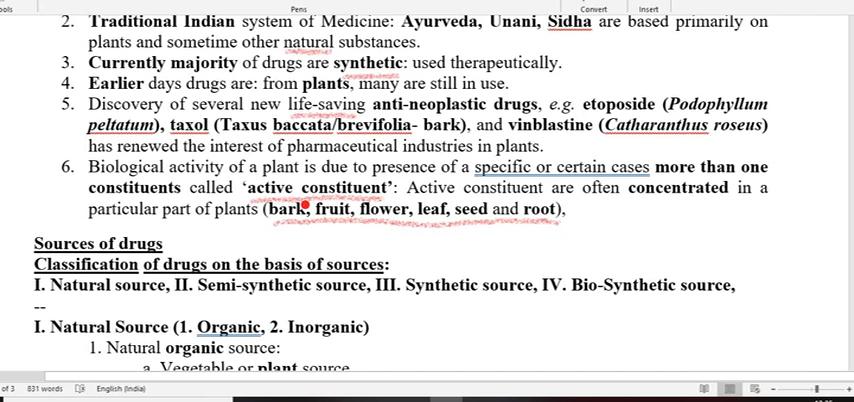 ools
Pens
Convert
Insert
2. Traditional Indian system of Medicine: Ayurveda, Unani, Sidha are based primarily on
plants and sometime other natural substances.
3. Currently majority of drugs are synthetic: used therapeutically.
4. Earlier days drugs are: from plants, many are still in use.
5. Discovery of several new life-saving anti-neoplastic drugs, e.g. etoposide (Podophyllum
peltatum), taxol (Taxus baccata/brevifolia- bark), and vinblastine (Catharanthus roseus)
has renewed the interest of pharmaceutical industries in plants.
6. Biological activity of a plant is due to presence of a specific or certain cases more than one
constituents called ‘active constituent’: Active constituent are often concentrated in a
particular part of plants (bark, fruit, flower, leaf, seed and root),
Sources of drugs
Classification of drugs on the basis of sources:
I. Natural source, II. Semi-synthetic source, III. Synthetic source, IV. Bio-Synthetic source,
--
I. Natural Source (1. Organic, 2. Inorganic)
1. Natural organic source:
a. Vegetable or plant source
of 3 831 words English (India)